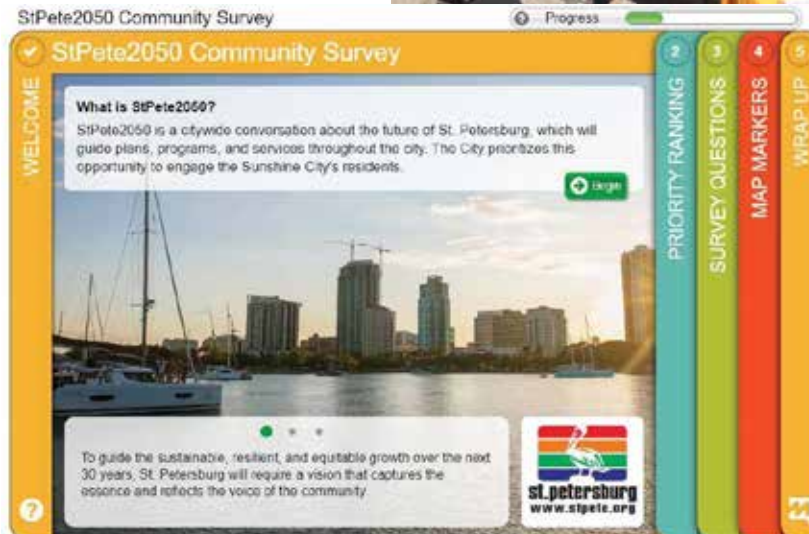 StPete2050 Community Survey
Progress
StPete2050 Community Survey
WELCOME
What is StPete2050?
StPete2050 is a citywide conversation about the future of St. Petersburg, which will
guide plans, programs, and services throughout the city. The City prioritizes this
opportunity to engage the Sunshine City's residents.
Begin
To guide the sustainable, resilient, and equitable growth over the next
30 years, St. Petersburg will require a vision that captures the
essence and reflects the voice of the community
?
st.petersburg
www.stpete.org
2
PRIORITY RANKING
3
SURVEY QUESTIONS
4
MAP MARKERS
5
WRAP UP